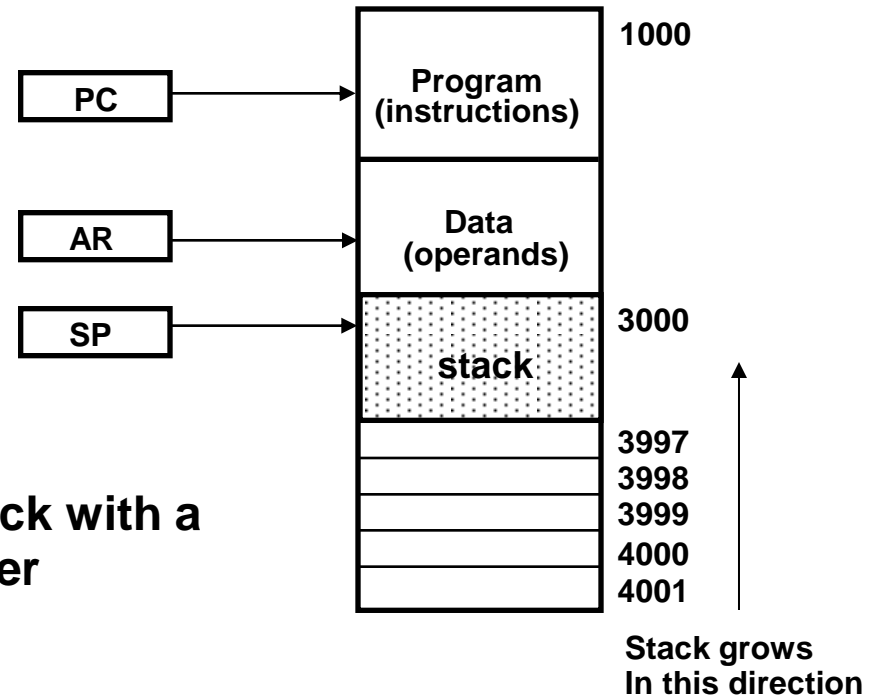 1000
PC
Program
(instructions)
AR
Data
(operands)
SP
3000
stack
3997
3998
3999
4000
4001
ck with a
er
Stack grows
In this direction